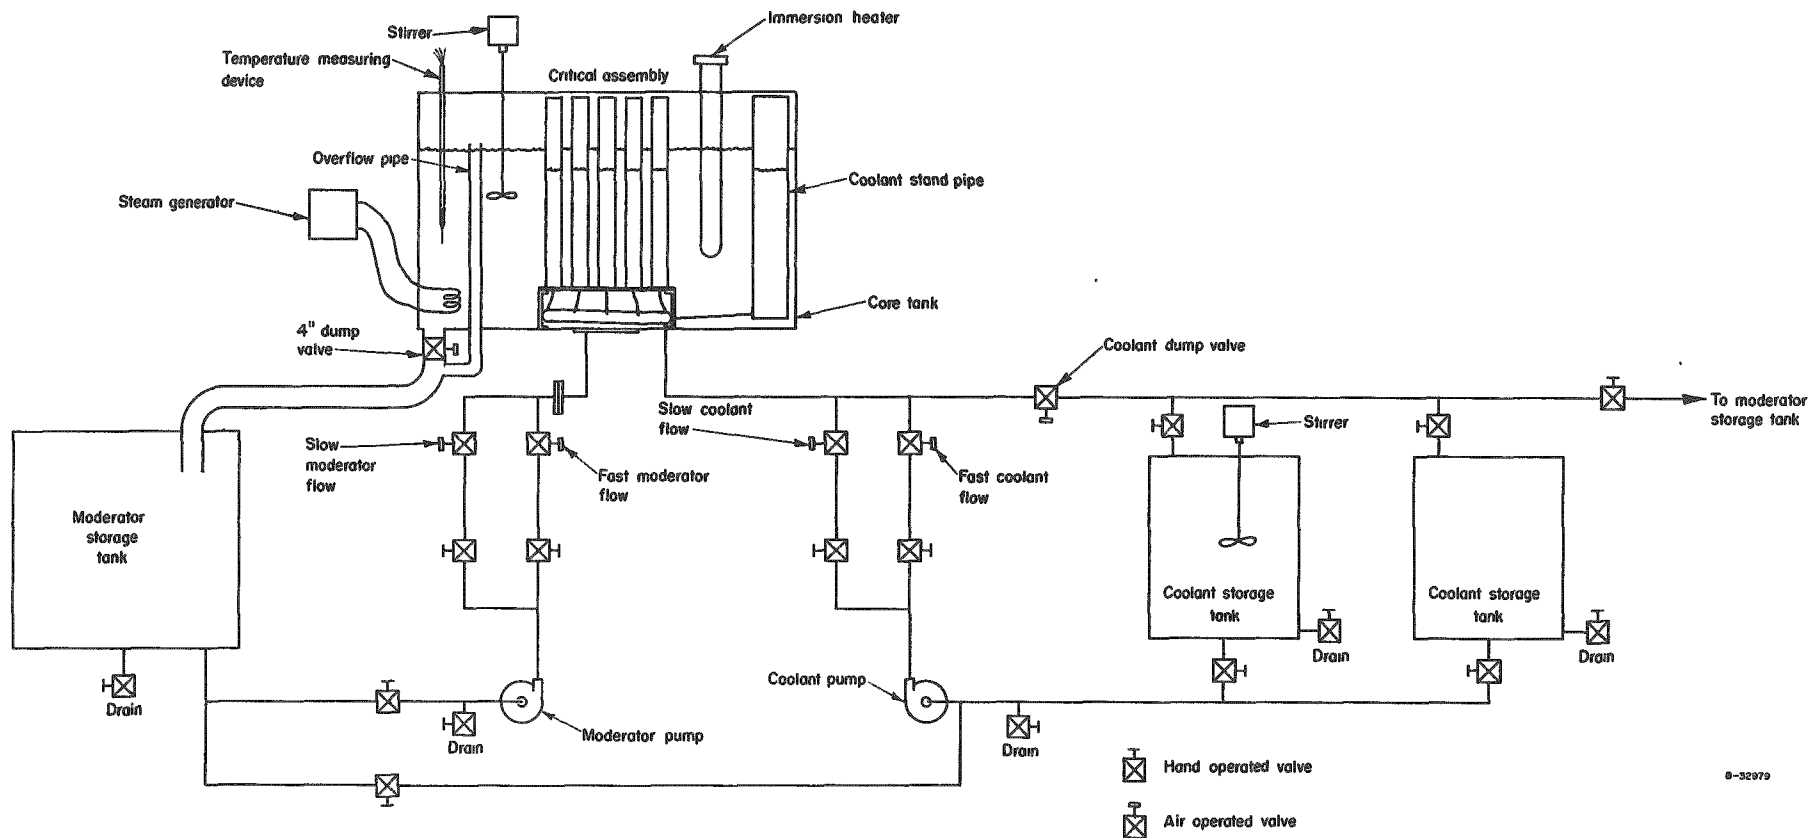 Immersion heater
Stirrer
Temperature measuring
device
Critical assembly
Overflow pipe
Coolant stand pipe
Steam generator
Core tank
4" dump
valve
Coolant dump valve
Slow coolant
flow
To moderator
storage tank
Stirrer
Slow
moderator
flow
Fast moderator
flow
Fast coolant
flow
Moderator
storage
tank
Coolant storage
tank
Coolant storage
tank
Drain
Drain
Drain
Coolant pump
Moderator pump
Drain
Drain
Hand operated valve
B-32979
Air operated valve